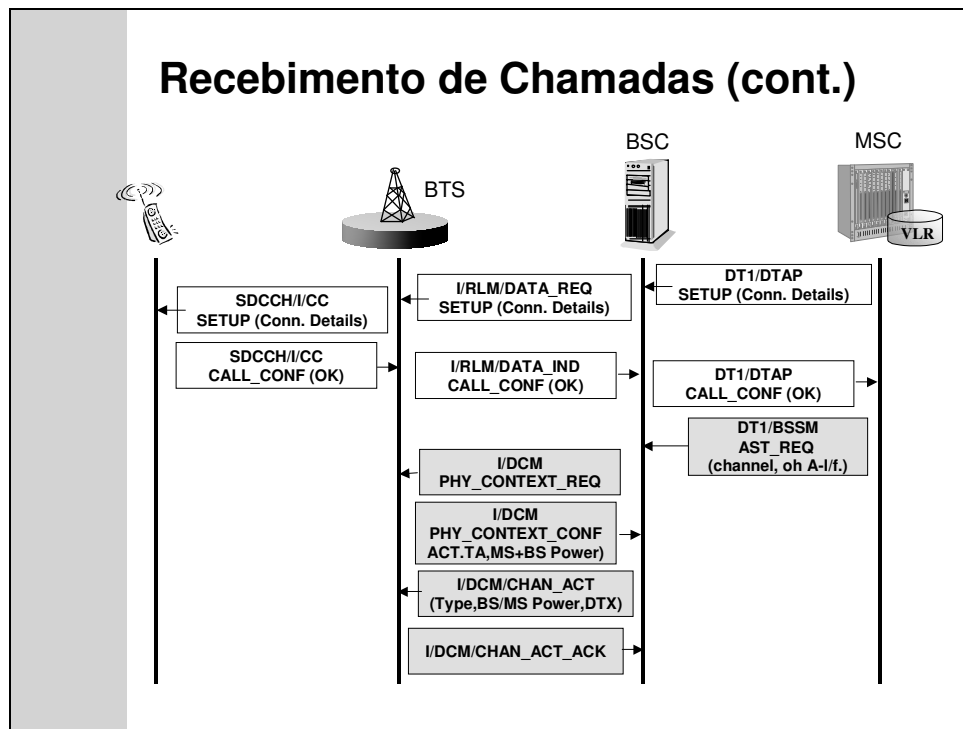 Recebimento de Chamadas (cont.)
BSC
MSC
BTS
VLR
DT1/DTAP
SETUP (Conn. Details)
I/RLM/DATA_REQ
SETUP (Conn. Details)
SDCCH/I/CC
SETUP (Conn. Details)
SDCCH/I/CC
CALL_CONF (OK)
I/RLM/DATA_IND
CALL_CONF (OK)
DT1/DTAP
CALL_CONF (OK)
DT1/BSSM
AST_REQ
(channel, oh A-I/f.)
I/DCM
PHY_CONTEXT_REQ
I/DCM
PHY_CONTEXT_CONF
ACT.TA,MS+BS Power)
I/DCM/CHAN_ACT
(Type,BS/MS Power,DTX)
I/DCM/CHAN_ACT_ACK